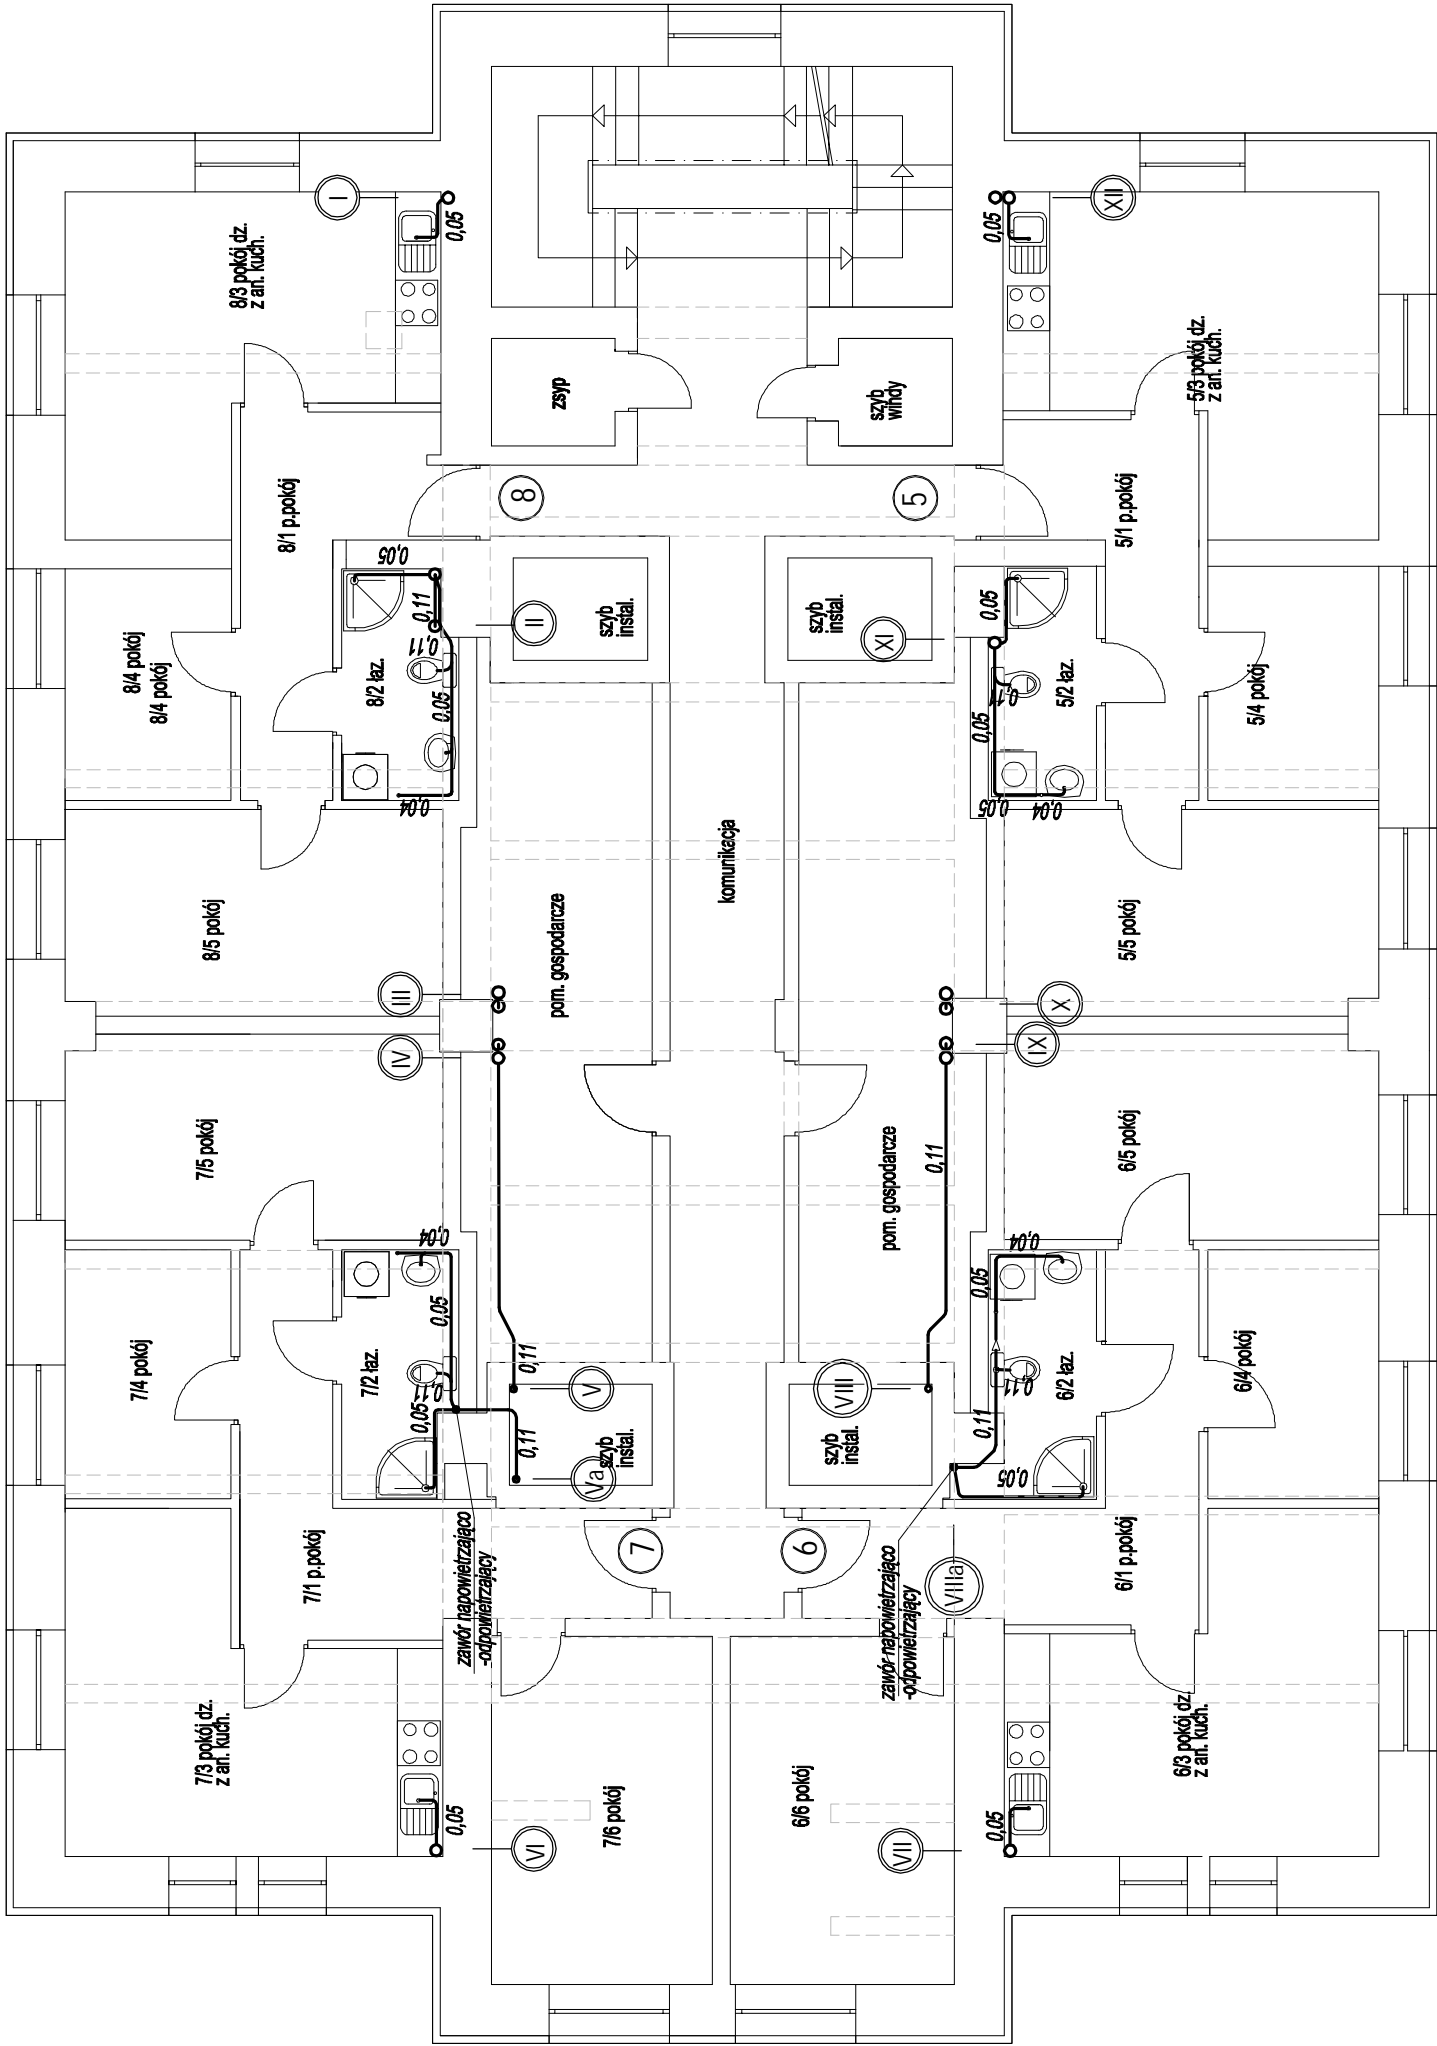 I
0,05
8/3 pokój dz.
z an. kuch.
0,05
XII
5/3 pokój dz.
z an. kuch.
zsyp
szyb
windy
8/1 p.pokój
8
5
5/1 p.pokój
0,05
0,11
0,11
II
szyb
instal.
szyb
instal.
XI
0,05
8/4 pokój
8/4 pokój
8/2 łaz.
0,05
0,04
0,05
0,11
5/2 łaz.
5/4 pokój
0,05
0,04
komunikacja
8/5 pokój
pom. gospodarcze
5/5 pokój
III
IV
X
IX
7/5 pokój
pom. gospodarcze
0,11
6/5 pokój
0,04
0,05
0,05
0,04
7/4 pokój
7/2 łaz.
0,11
0,05
0,11
V
VIII
0,11
0,11
6/2 łaz.
6/4 pokój
0,11
Va
szyb
instal.
szyb
instal.
0,05
7/1 p.pokój
zawór napowietrzająco
-odpowietrzający
7
6
zawór napowietrzająco
-odpowietrzający
VIIIa
6/1 p.pokój
7/3 pokój dz.
z an. kuch.
0,05
VI
7/6 pokój
6/6 pokój
VII
0,05
6/3 pokój dz.
z an. kuch.